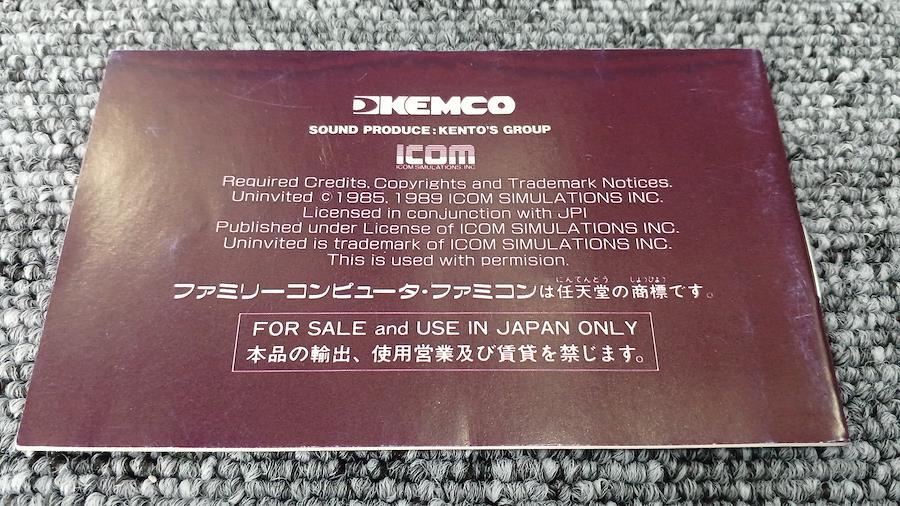 KEMCO
SOUND PRODUCE: KENTO'S GROUP
ICOM
ICOM SIMULATIONS, INC.
Required Credits. Copyrights and Trademark Notices.
Uninvited ©1985, 1989 ICOM SIMULATIONS INC.
Licensed in conjunction with JPI
Published under License of ICOM SIMULATIONS INC.
Uninvited is trademark of ICOM SIMULATIONS INC.
This is used with permision.
にんてんどう しょうひょう
ファミリーコンピュータ・ファミコンは任天堂の商標です。
FOR SALE and USE IN JAPAN ONLY
本品の輸出、使用営業及び賃貸を禁じます。